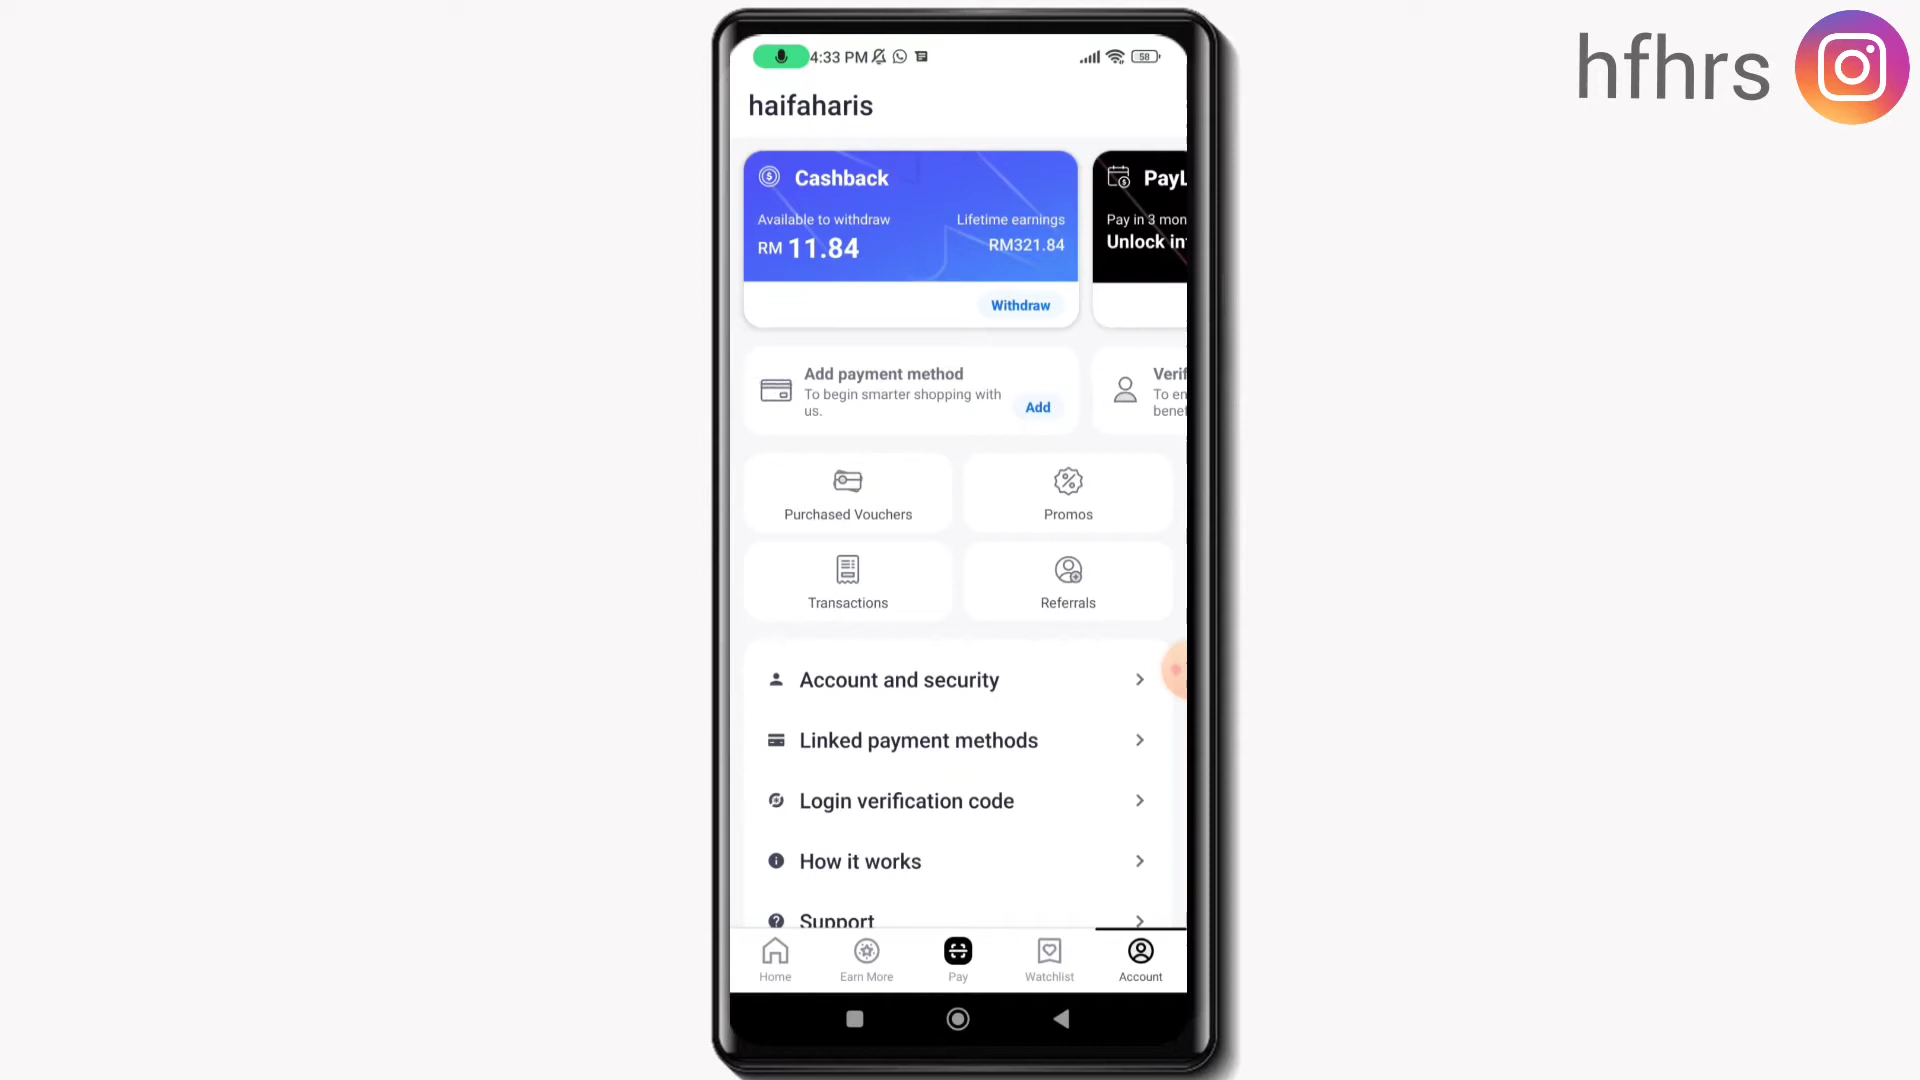 hfhrs
4:33 PM
58
haifaharis
Cashback
Available to withdraw
Lifetime earnings
RM 11.84
RM321.84
Withdraw
PayL
Pay in 3 mon
Unlock in
Add payment method
To begin smarter shopping with
us.
Add
Verif
To en
benef
Purchased Vouchers
Promos
Transactions
Referrals
Account and security
Linked payment methods
Login verification code
How it works
Support
Home
Earn More
Pay
Watchlist
Account